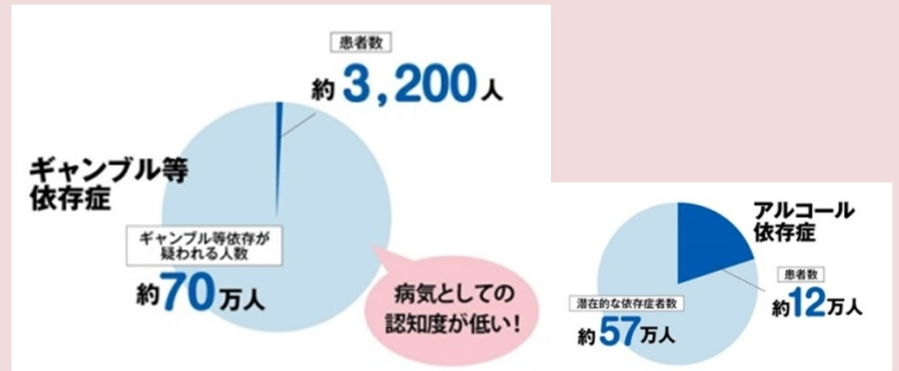 患者数
約3,200人
ギャンブル等
依存症
ギャンブル等依存が
疑われる人数
約70万人
病気としての
認知度が低い!
アルコール
依存症
患者数
約12万人
潜在的な依存症者数
約57万人